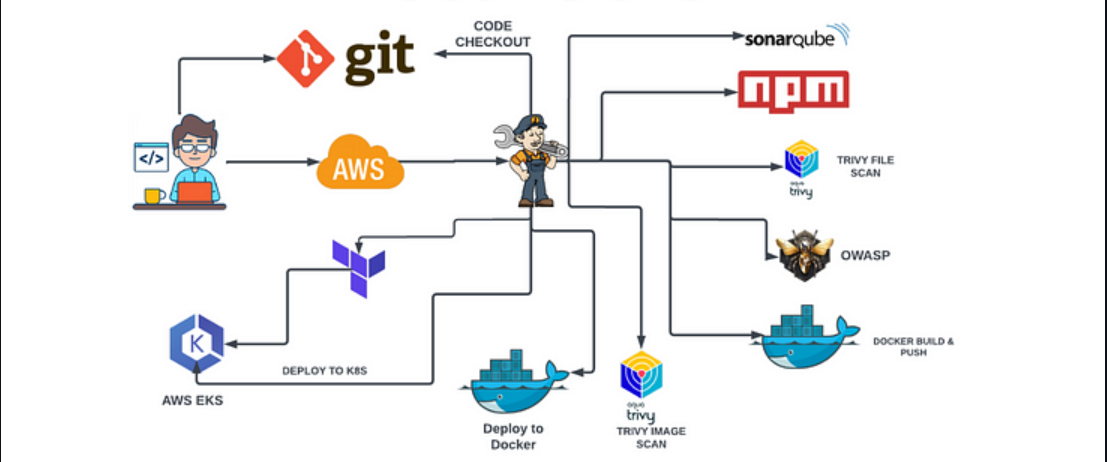 CODE
CHECKOUT
git
sonarqube
npm
</>
AWS
aqua
trivy
TRIVY FILE
SCAN
OWASP
K
DEPLOY TO K8S
AWS EKS
DOCKER BUILD &
PUSH
Deploy to
Docker
aqua
trivy
TRIVY IMAGE
SCAN